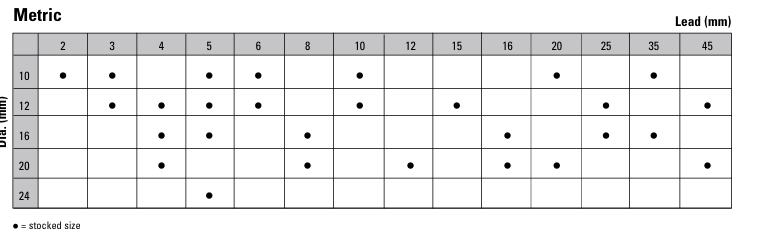 Metric
Lead (mm)
2 3 4 5 6 8 10 12 15 16 20 25 35 45
Dia. (mm)
10 ● ● ● ● ● ● ●
12 ● ● ● ● ● ● ● ●
16 ● ● ● ● ● ●
20 ● ● ● ● ● ●
24 ●
● = stocked size